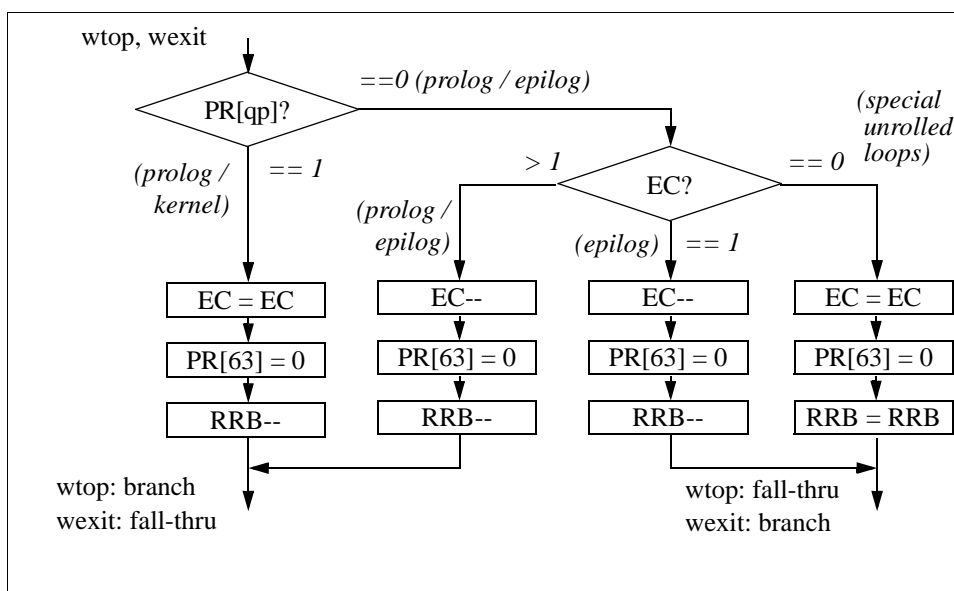 wtop, wexit
PR[qp]?
==0 (prolog / epilog)
(special
unrolled
loops)
(prolog /
kernel)
== 1
> 1
EC?
== 0
(prolog /
epilog)
(epilog)
== 1
EC = EC
EC--
EC--
EC = EC
PR[63] = 0
PR[63] = 0
PR[63] = 0
PR[63] = 0
RRB--
RRB--
RRB--
RRB = RRB
wtop: branch
wexit: fall-thru
wtop: fall-thru
wexit: branch